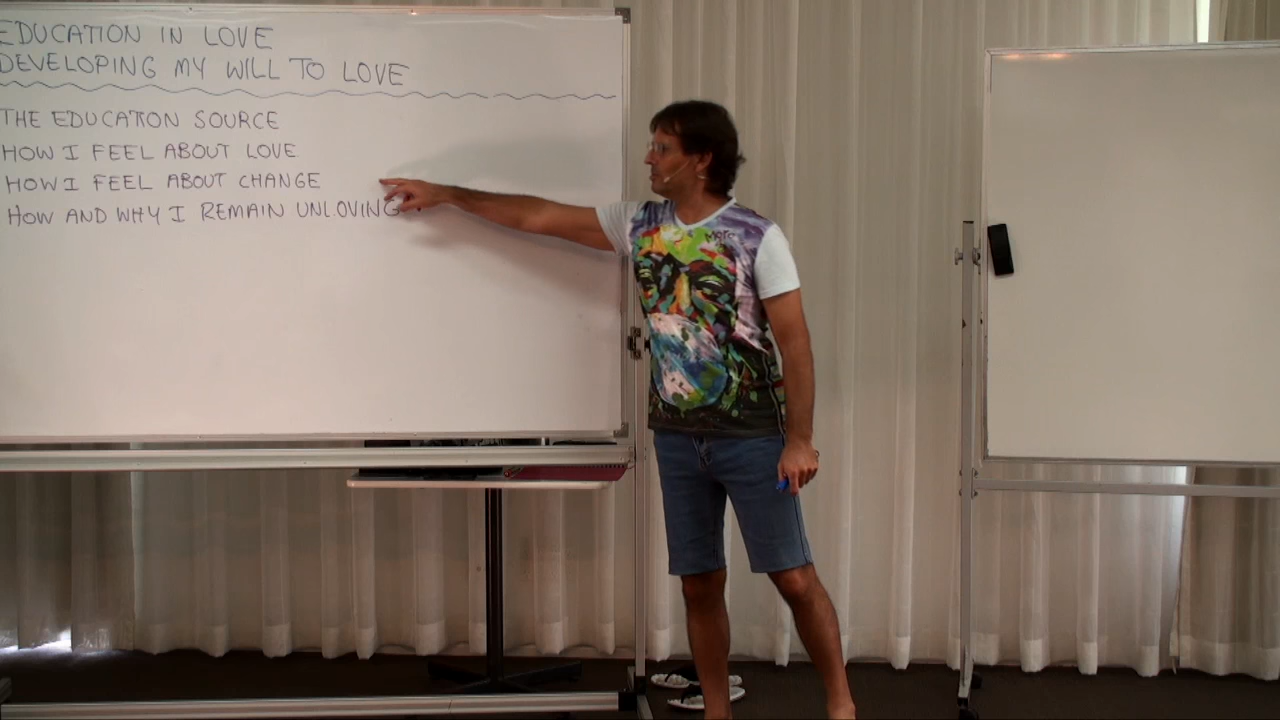 EDUCATION IN LOVE
DEVELOPING MY WILL TO LOVE
THE EDUCATION SOURCE
HOW I FEEL ABOUT LOVE
HOW I FEEL ABOUT CHANGE
HOW AND WHY I REMAIN UNLOVING